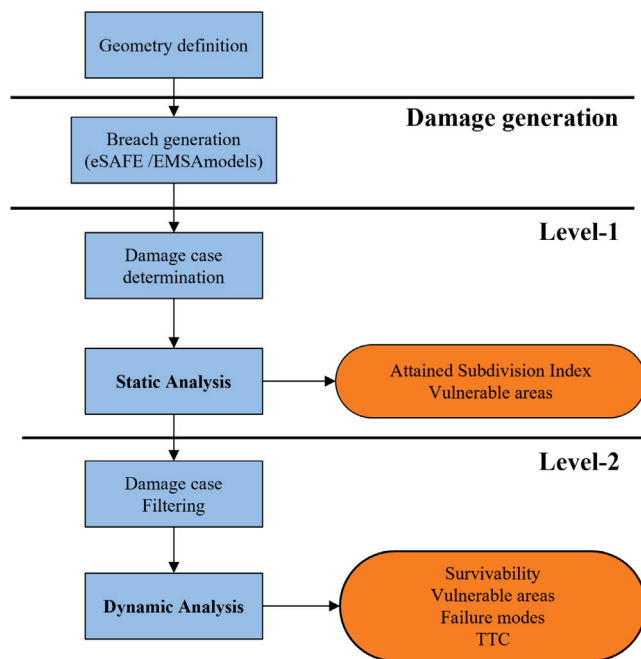 Geometry definition
Damage generation
Breach generation
(eSAFE /EMSAmodels)
Level-1
Damage case
determination
Static Analysis
Attained Subdivision Index
Vulnerable areas
Level-2
Damage case
Filtering
Dynamic Analysis
Survivability
Vulnerable areas
Failure modes
TTC